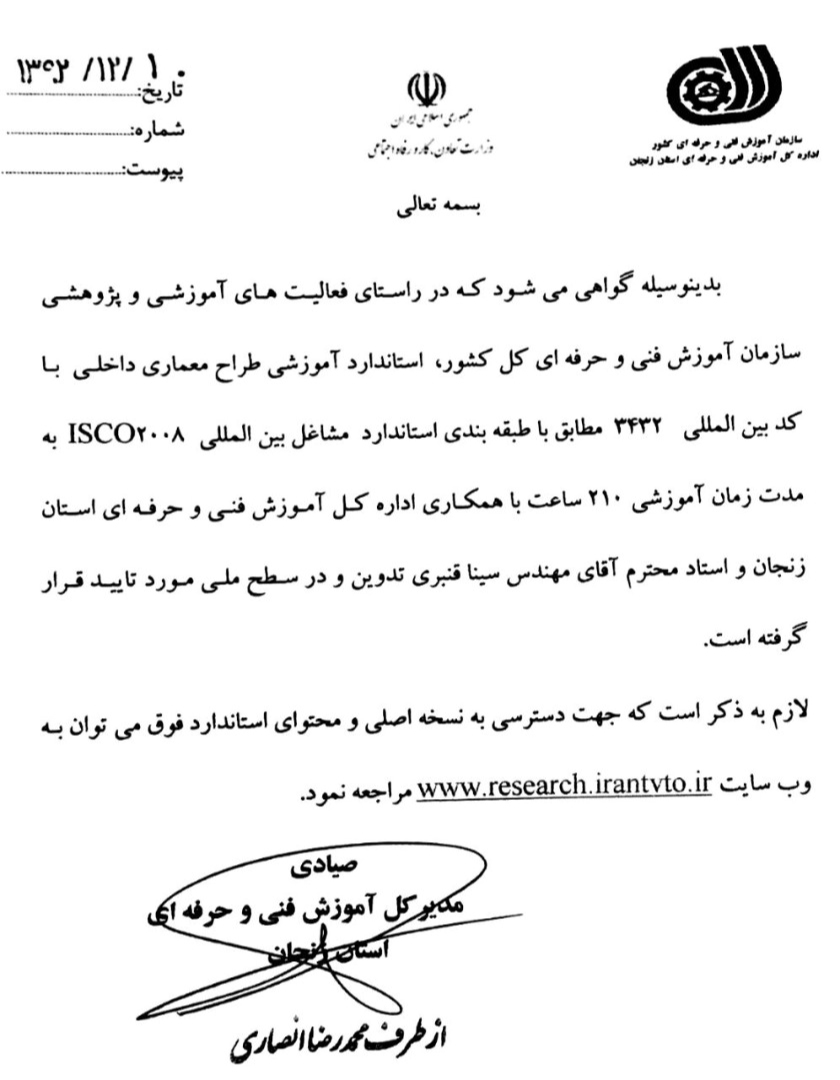 ۱۳۹۲ /۱۲/ ۱۰
تاریخ:
شماره:
پیوست:
جمهوری اسلامی ایران
وزارت تعاون، کار و رفاه اجتماعی
سازمان آموزش فنی و حرفه ای کشور
اداره کل آموزش فنی و حرفه ای استان زنجان
بسمه تعالی
بدینوسیله گواهی می شود که در راستای فعالیت های آموزشی و پژوهشی
سازمان آموزش فنی و حرفه ای کل کشور، استاندارد آموزشی طراح معماری داخلی با
کد بین المللی ۳۴۳۲ مطابق با طبقه بندی استاندارد مشاغل بین المللی ISCO۲۰۰۸ به
مدت زمان آموزشی ۲۱۰ ساعت با همکاری اداره کل آموزش فنی و حرفه ای استان
زنجان و استاد محترم آقای مهندس سینا قنبری تدوین و در سطح ملی مورد تایید قرار
گرفته است.
لازم به ذکر است که جهت دسترسی به نسخه اصلی و محتوای استاندارد فوق می توان به
وب سایت www.research.irantvto.ir مراجعه نمود.
صیادی
مدیر کل آموزش فنی و حرفه ای
استان زنجان
از طرف محمدرضا انصاری